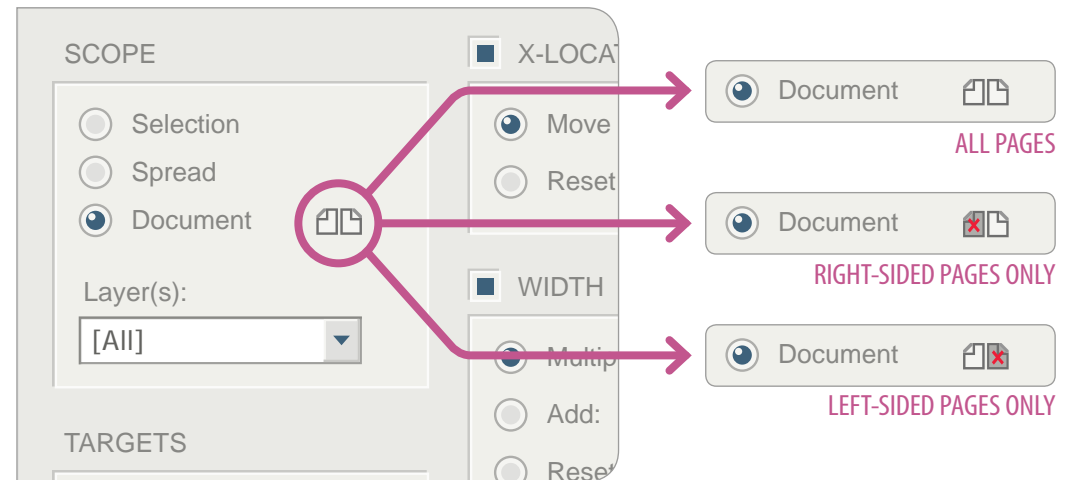 SCOPE
Selection
Spread
Document
Layer(s):
[All]
TARGETS
X-LOCAT
Move
Reset
WIDTH
Multip
Add:
Reset
Document
ALL PAGES
Document
RIGHT-SIDED PAGES ONLY
Document
LEFT-SIDED PAGES ONLY